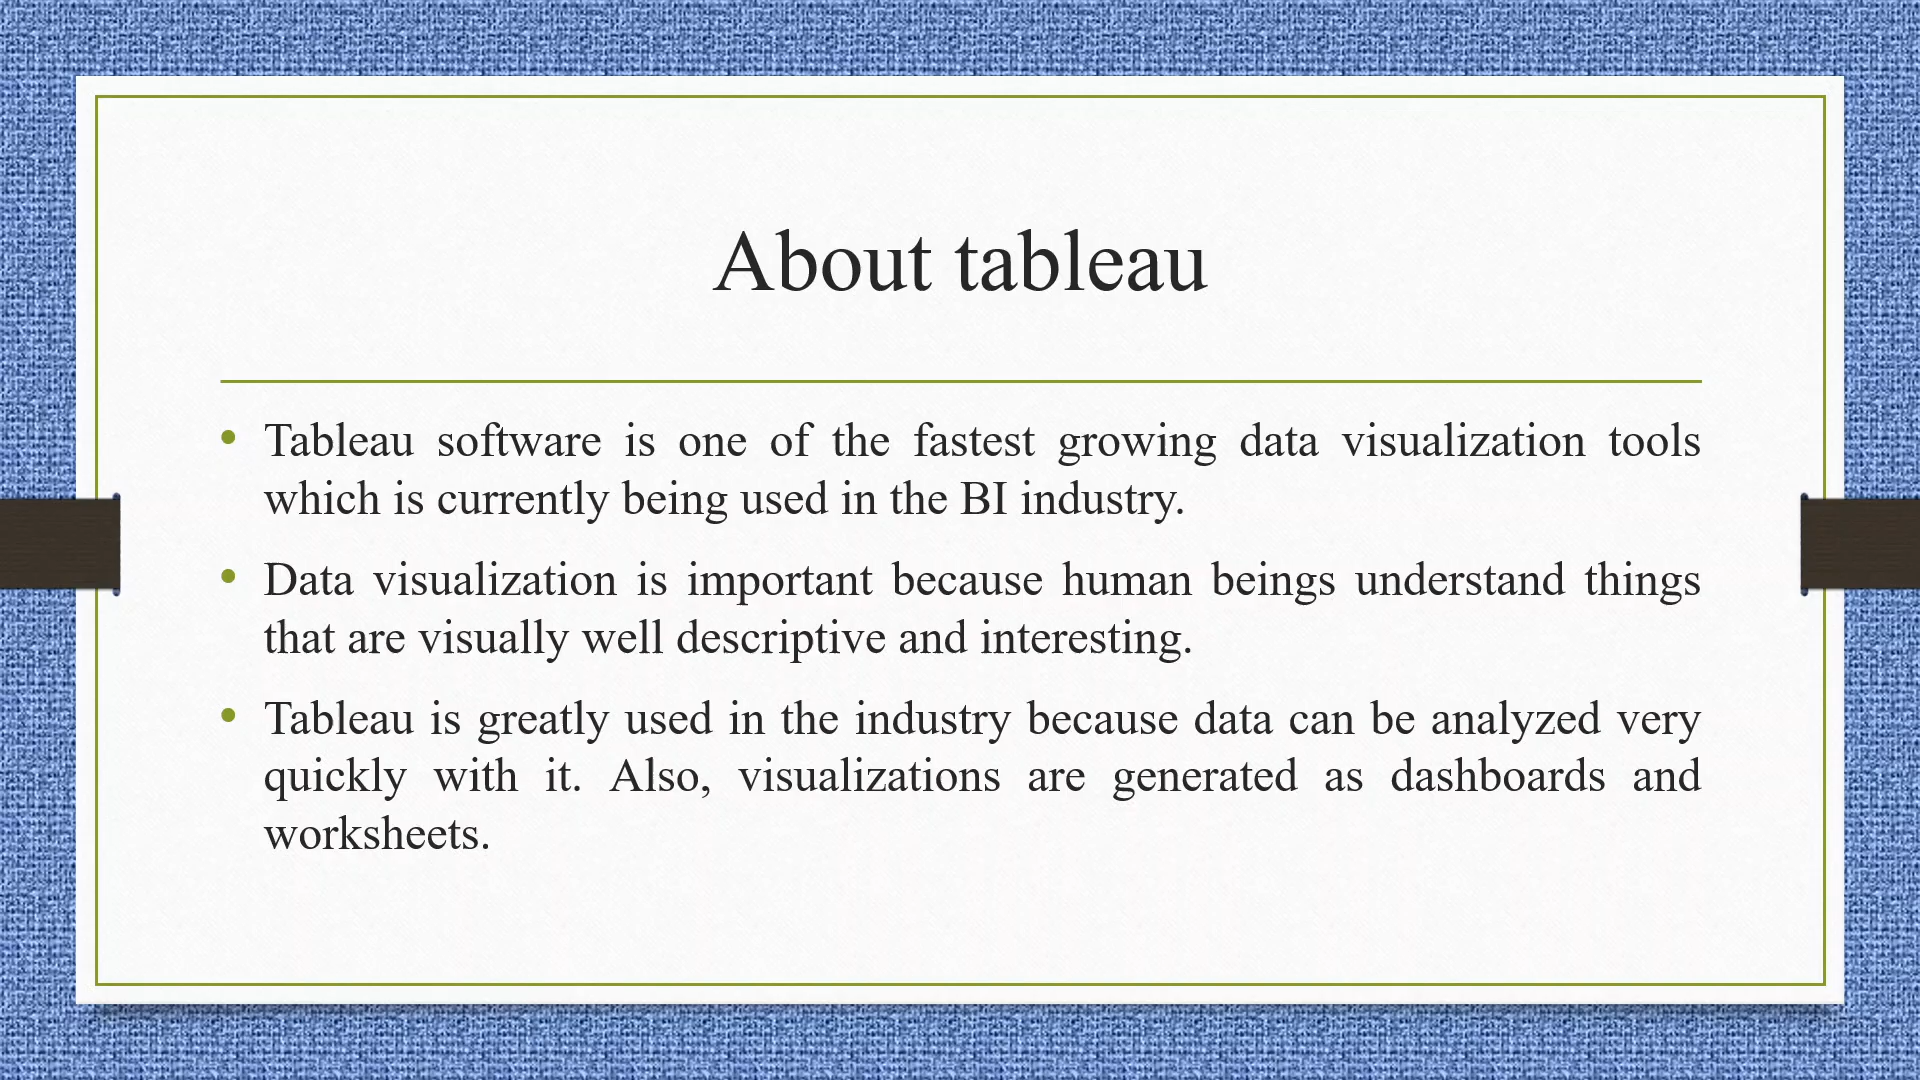 About tableau
• Tableau software is one of the fastest growing data visualization tools
which is currently being used in the BI industry.
• Data visualization is important because human beings understand things
that are visually well descriptive and interesting.
• Tableau is greatly used in the industry because data can be analyzed very
quickly with it. Also, visualizations are generated as dashboards and
worksheets.